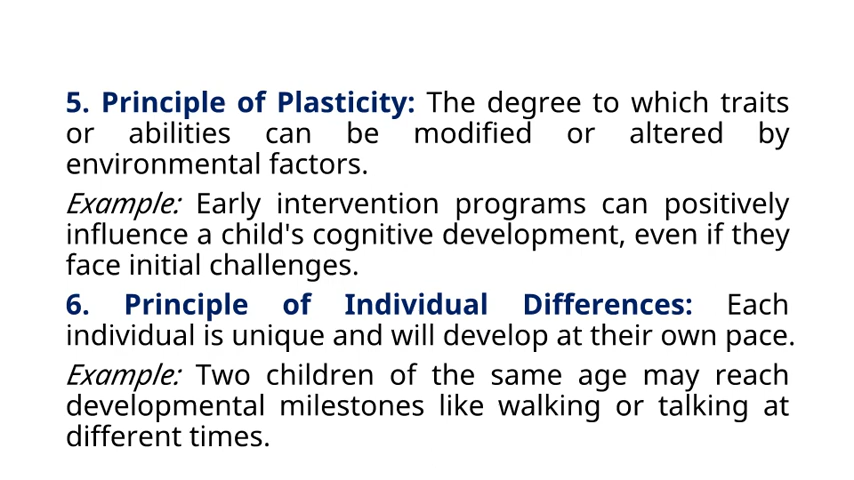 5. Principle of Plasticity: The degree to which traits
or abilities can be modified or altered by
environmental factors.
Example: Early intervention programs can positively
influence a child's cognitive development, even if they
face initial challenges.
6. Principle of Individual Differences: Each
individual is unique and will develop at their own pace.
Example: Two children of the same age may reach
developmental milestones like walking or talking at
different times.